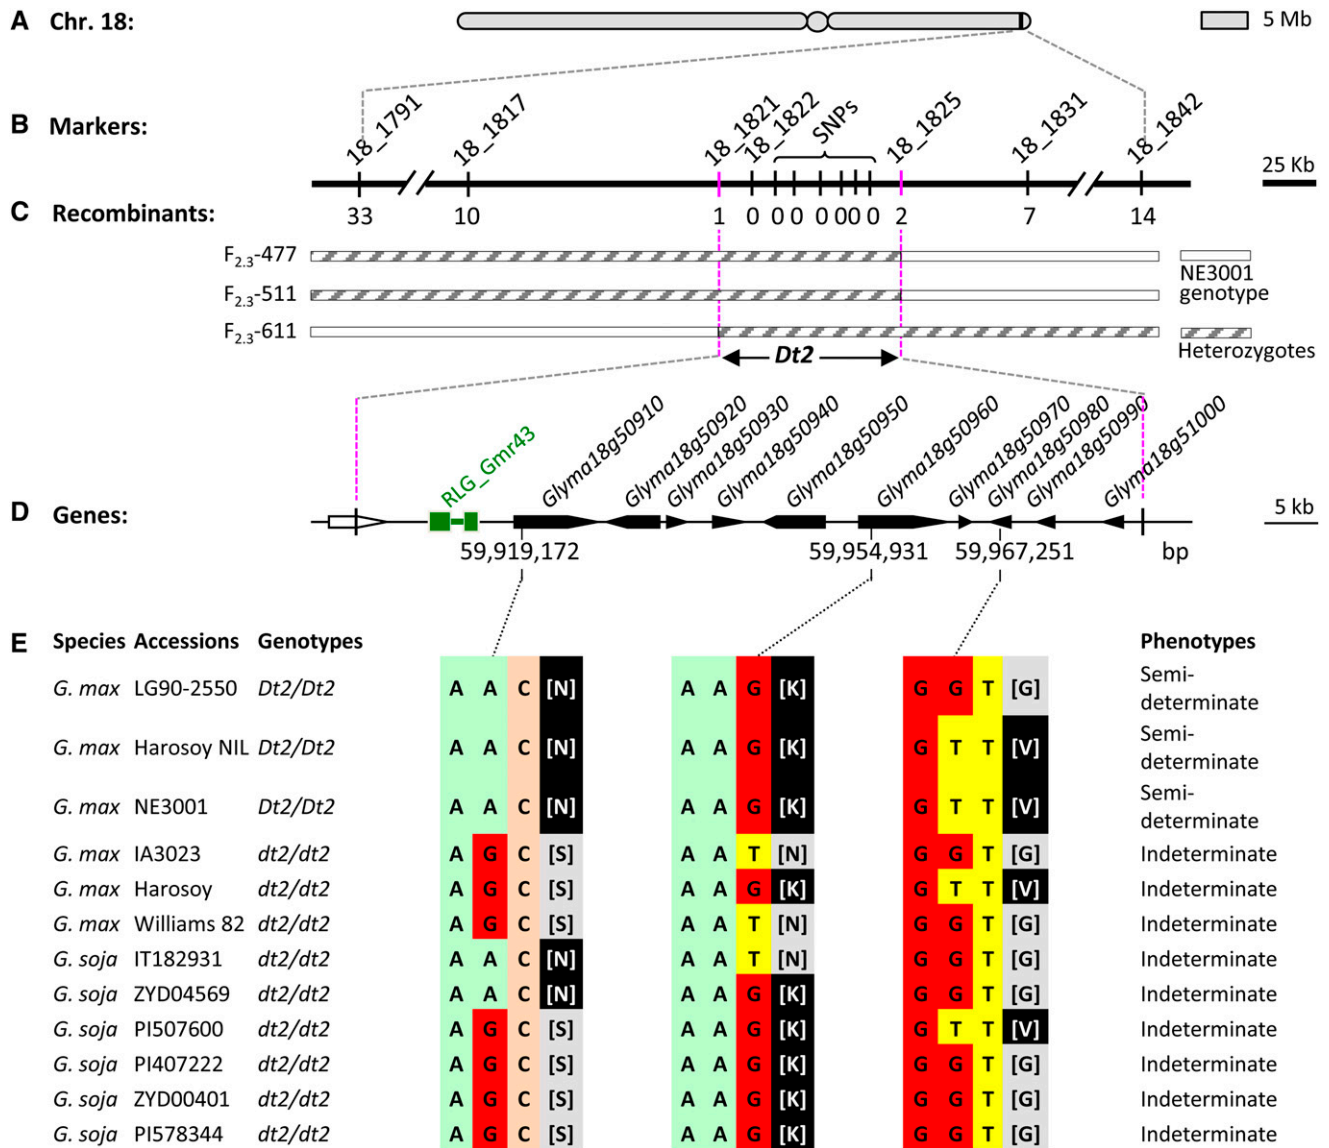 A Chr. 18: 5 Mb
B Markers: 18_1791 18_1817 18_1821 18_1822 SNPs 18_1825 18_1831 18_1842 25 Kb
C Recombinants: 33 10 1 0 0 0 0 0 0 0 2 7 14
F2.3-477
NE3001
genotype
F2.3-511
F2.3-611
Heterozygotes
Dt2
RLG_Gmr43 Glyma18g50910 Glyma18g50920 Glyma18g50930 Glyma18g50940 Glyma18g50950 Glyma18g50960 Glyma18g50970 Glyma18g50980 Glyma18g50990 Glyma18g51000
D Genes: 5 kb
59,919,172 59,954,931 59,967,251 bp
E Species Accessions Genotypes Phenotypes
G. max LG90-2550 Dt2/Dt2 A A C [N] A A G [K] G G T [G] Semi-
determinate
G. max Harosoy NIL Dt2/Dt2 A A C [N] A A G [K] G T T [V] Semi-
determinate
G. max NE3001 Dt2/Dt2 A A C [N] A A G [K] G T T [V] Semi-
determinate
G. max IA3023 dt2/dt2 A G C [S] A A T [N] G G T [G] Indeterminate
G. max Harosoy dt2/dt2 A G C [S] A A G [K] G T T [V] Indeterminate
G. max Williams 82 dt2/dt2 A G C [S] A A T [N] G G T [G] Indeterminate
G. soja IT182931 dt2/dt2 A A C [N] A A T [N] G G T [G] Indeterminate
G. soja ZYD04569 dt2/dt2 A A C [N] A A G [K] G G T [G] Indeterminate
G. soja PI507600 dt2/dt2 A G C [S] A A G [K] G T T [V] Indeterminate
G. soja PI407222 dt2/dt2 A G C [S] A A G [K] G G T [G] Indeterminate
G. soja ZYD00401 dt2/dt2 A G C [S] A A G [K] G G T [G] Indeterminate
G. soja PI578344 dt2/dt2 A G C [S] A A G [K] G G T [G] Indeterminate